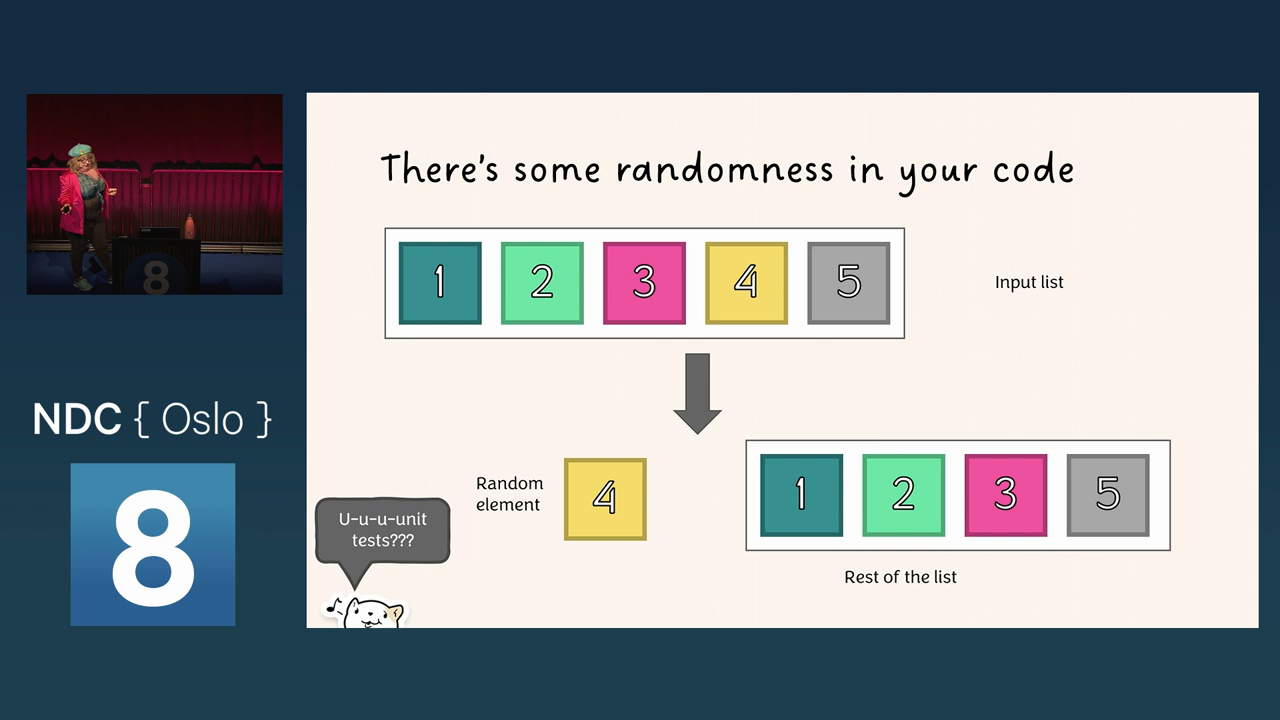 There's some randomness in your code
1 2 3 4 5
Input list
Random
element
4
1 2 3 5
Rest of the list
U-u-u-unit
tests???
8
NDC { Oslo }
8